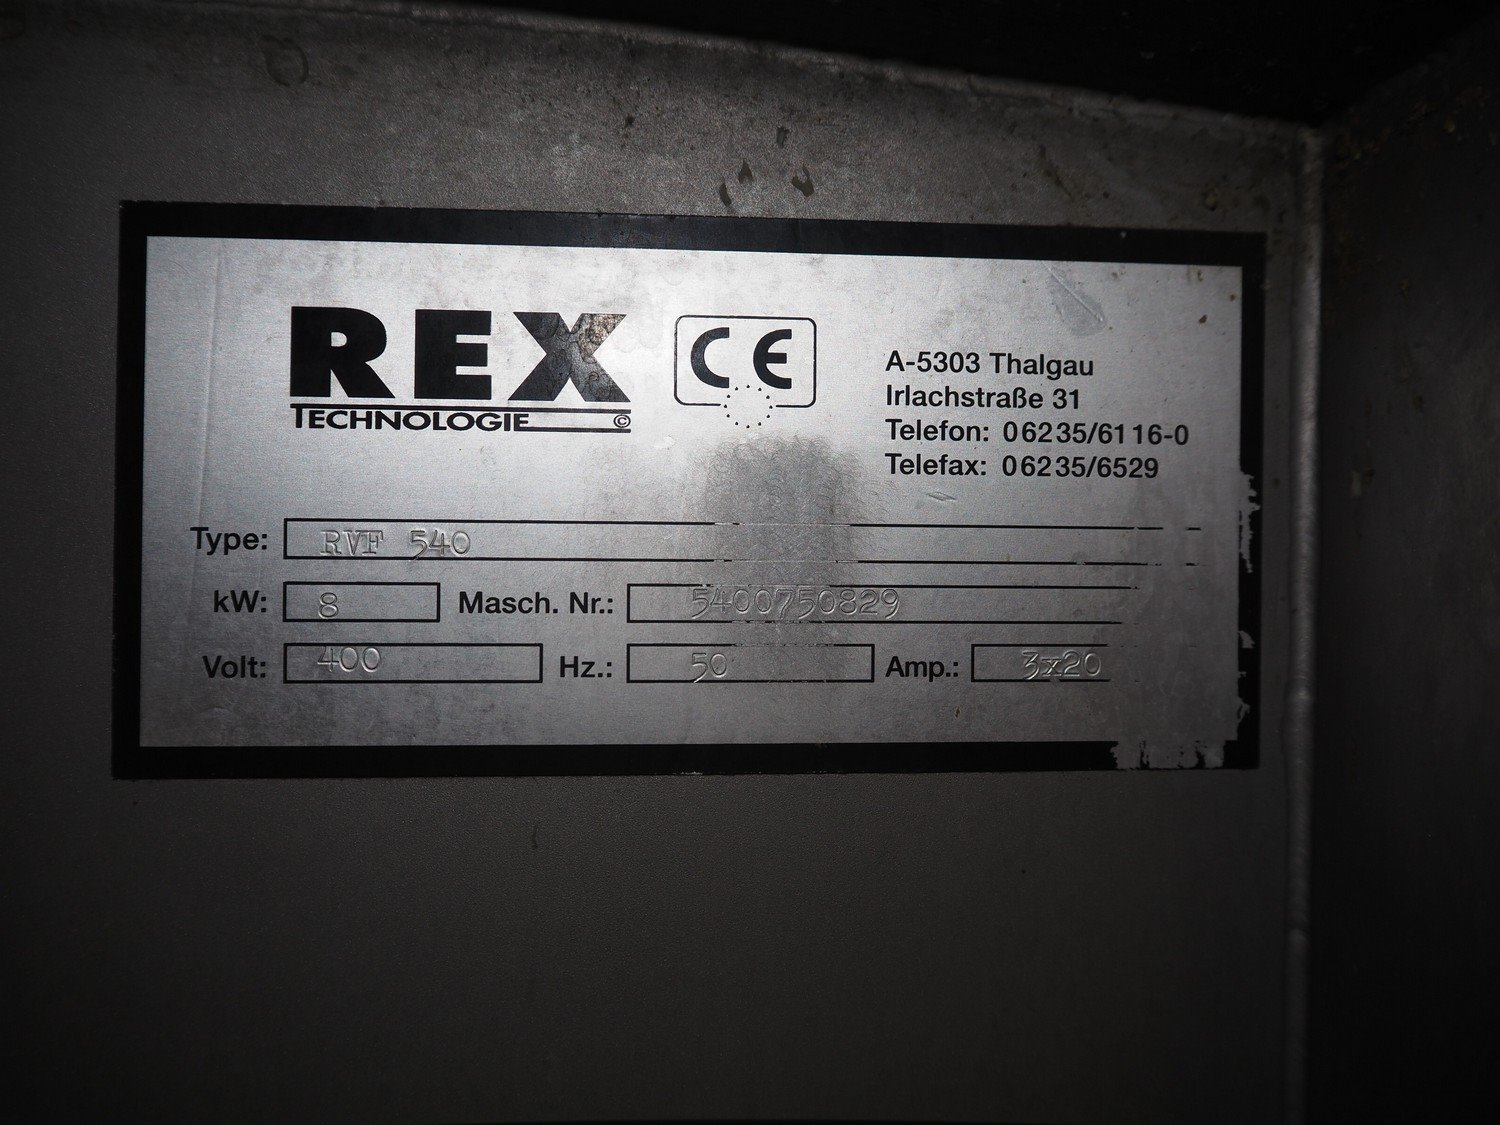 REX
TECHNOLOGIE ©
CE
A-5303 Thalgau
Irlachstraße 31
Telefon: 06235/6116-0
Telefax: 06235/6529
Type: RVF 540
kW: 8 Masch. Nr.: 5400750829
Volt: 400 Hz.: 50 Amp.: 3x20